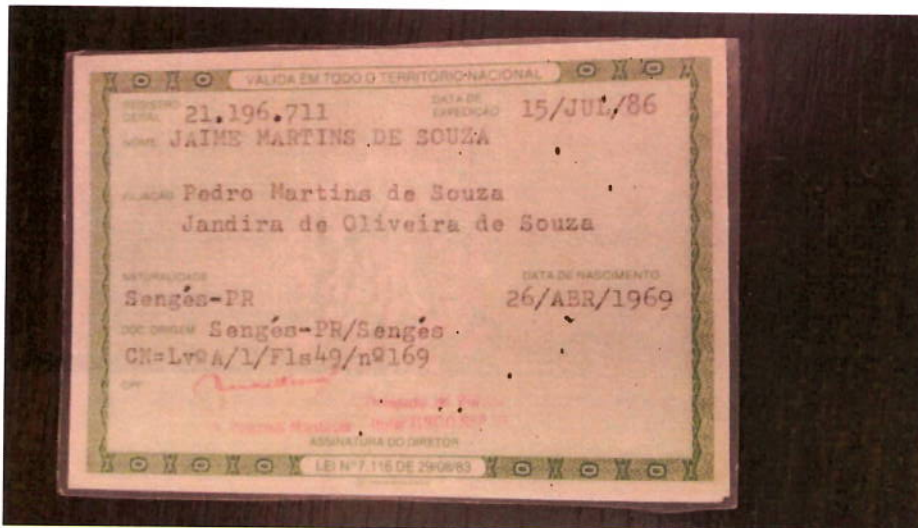 VALIDA EM TODO O TERRITÓRIO NACIONAL
REGISTRO GERAL 21.196.711 DATA DE EXPEDIÇÃO 15/JUL/86
NOME JAIME MARTINS DE SOUZA
FILIAÇÃO Pedro Martins de Souza
Jandira de Oliveira de Souza
NATURALIDADE DATA DE NASCIMENTO
Sengés-PR 26/ABR/1969
DOC. ORIGEM Sengés-PR/Sengés
CN=LvºA/1/Fls49/nº169
CPF
ASSINATURA DO DIRETOR
LEI Nº 7.116 DE 29/08/83